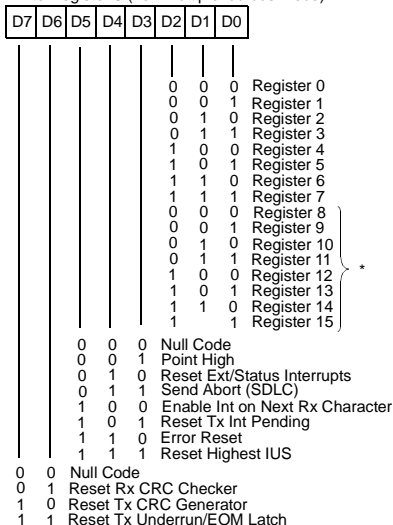 D7 D6 D5 D4 D3 D2 D1 D0
0 0 0 Register 0
0 0 1 Register 1
0 1 0 Register 2
0 1 1 Register 3
1 0 0 Register 4
1 0 1 Register 5
1 1 0 Register 6
1 1 1 Register 7
0 0 0 Register 8
0 0 1 Register 9
0 1 0 Register 10
0 1 1 Register 11
1 0 0 Register 12
1 0 1 Register 13
1 1 0 Register 14
1 1 Register 15
*
0 0 0 Null Code
0 0 1 Point High
0 1 0 Reset Ext/Status Interrupts
0 1 1 Send Abort (SDLC)
1 0 0 Enable Int on Next Rx Character
1 0 1 Reset Tx Int Pending
1 1 0 Error Reset
1 1 1 Reset Highest IUS
0 0 Null Code
0 1 Reset Rx CRC Checker
1 0 Reset Tx CRC Generator
1 1 Reset Tx Underrun/EOM Latch